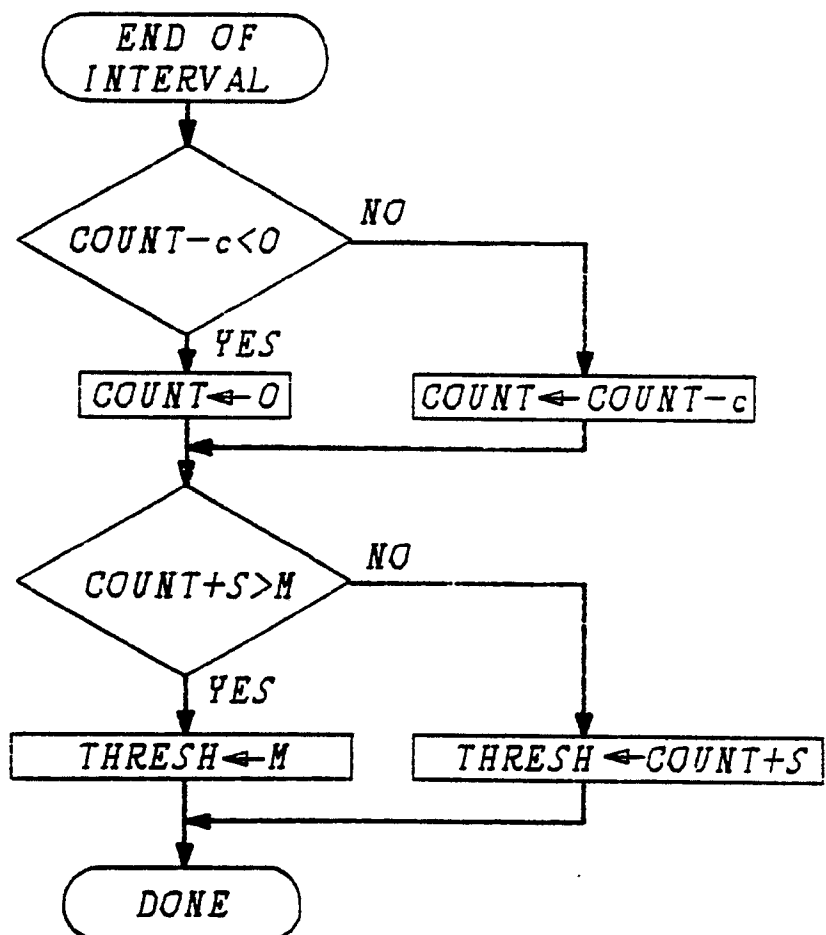 END OF
INTERVAL
COUNT-c<0
NO
YES
COUNT←0
COUNT←COUNT-c
COUNT+S>M
NO
YES
THRESH←M
THRESH←COUNT+S
DONE